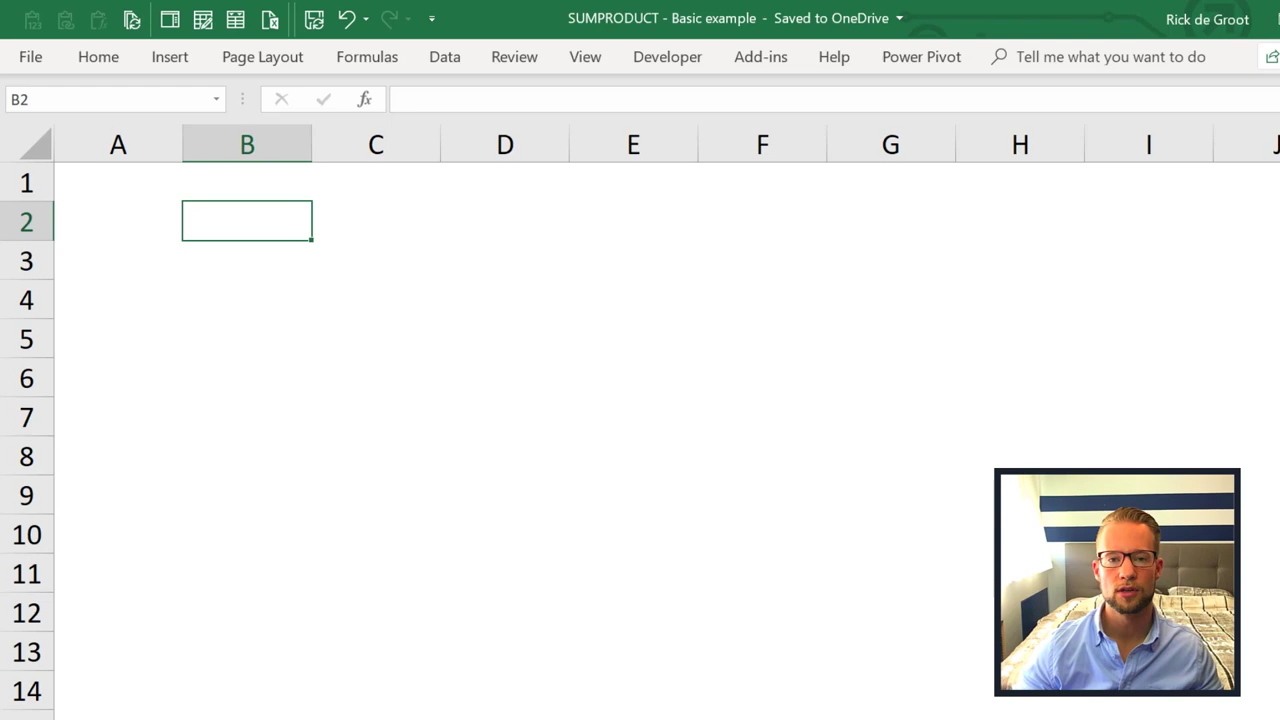 SUMPRODUCT - Basic example - Saved to OneDrive
Rick de Groot
File Home Insert Page Layout Formulas Data Review View Developer Add-ins Help Power Pivot Tell me what you want to do
B2 fx
A B C D E F G H I J
1
2
3
4
5
6
7
8
9
10
11
12
13
14